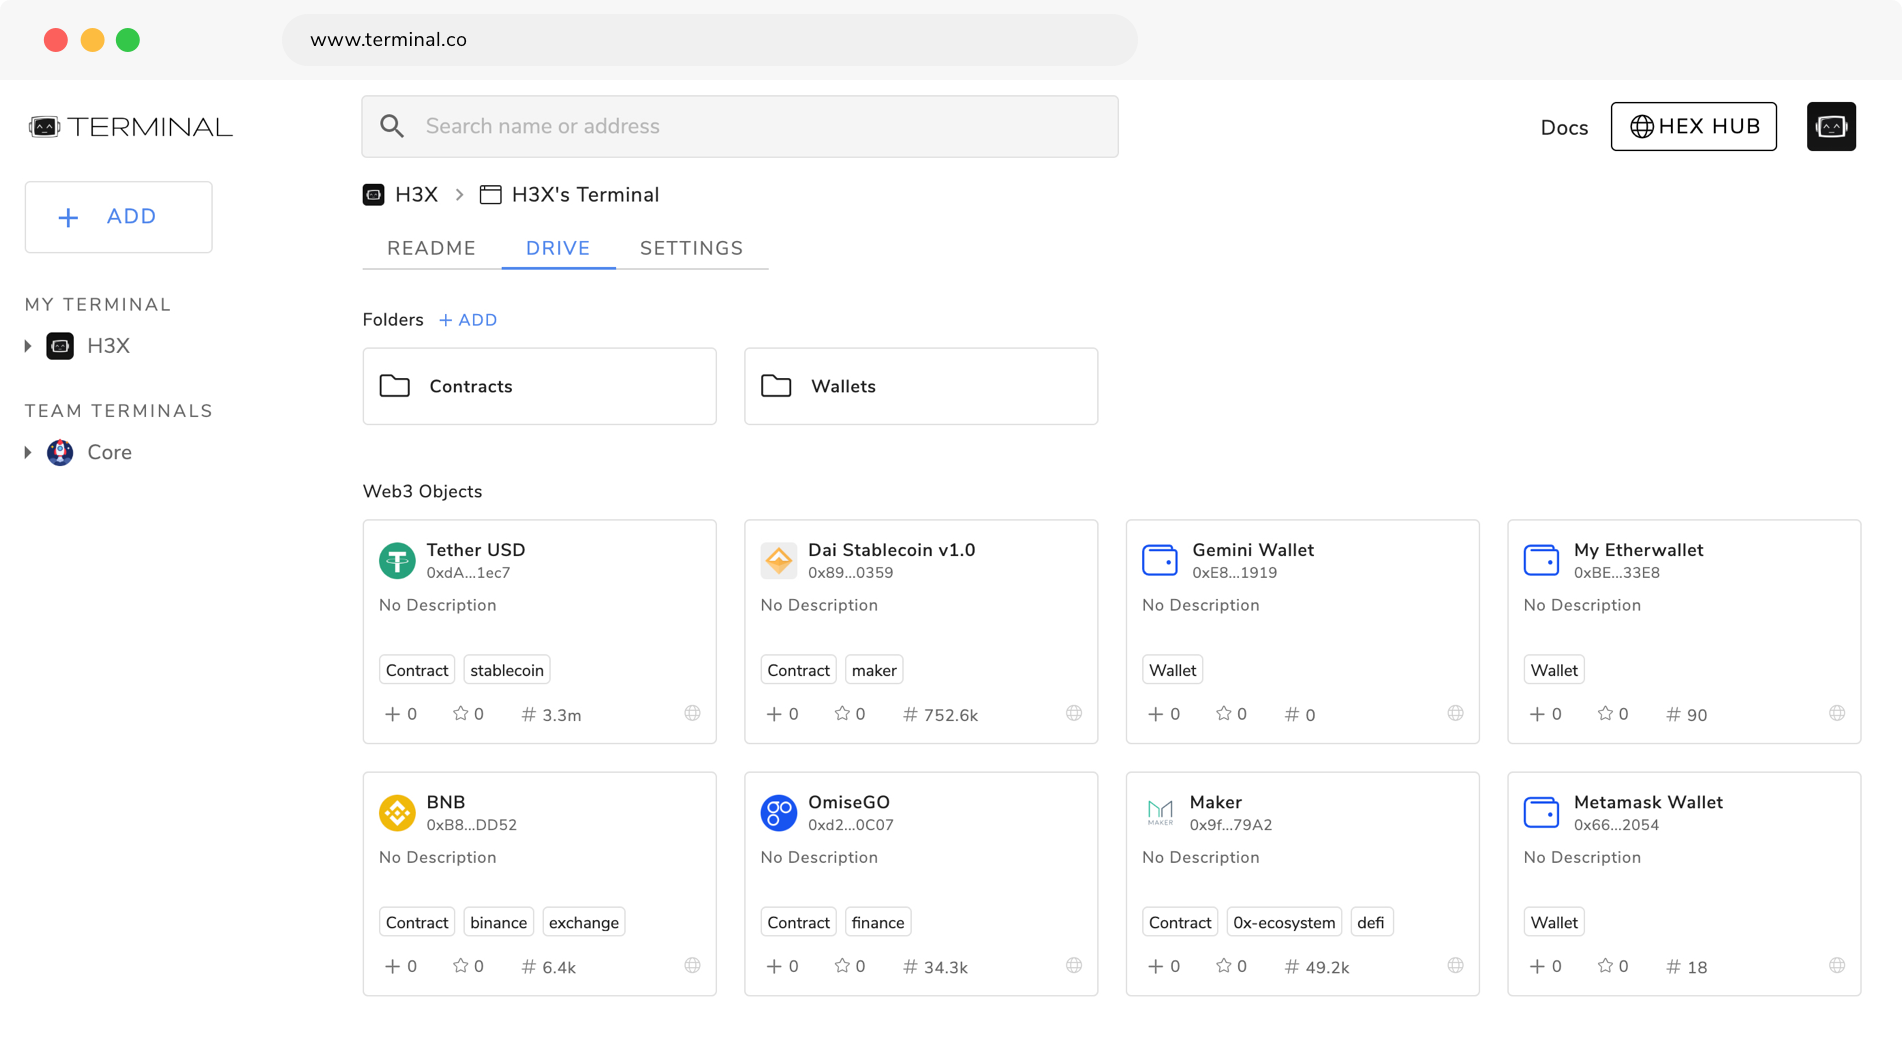 www.terminal.co
TERMINAL
Search name or address
Docs
HEX HUB
ADD
MY TERMINAL
H3X
TEAM TERMINALS
Core
H3X > H3X's Terminal
README DRIVE SETTINGS
Folders + ADD
Contracts
Wallets
Web3 Objects
Tether USD
0xdA...1ec7
No Description
Contract stablecoin
+ 0 0 # 3.3m
Dai Stablecoin v1.0
0x89...0359
No Description
Contract maker
+ 0 0 # 752.6k
Gemini Wallet
0xE8...1919
No Description
Wallet
+ 0 0 # 0
My Etherwallet
0xBE...33E8
No Description
Wallet
+ 0 0 # 90
BNB
0xB8...DD52
No Description
Contract binance exchange
+ 0 0 # 6.4k
OmiseGO
0xd2...0C07
No Description
Contract finance
+ 0 0 # 34.3k
MAKER
Maker
0x9f...79A2
No Description
Contract 0x-ecosystem defi
+ 0 0 # 49.2k
Metamask Wallet
0x66...2054
No Description
Wallet
+ 0 0 # 18